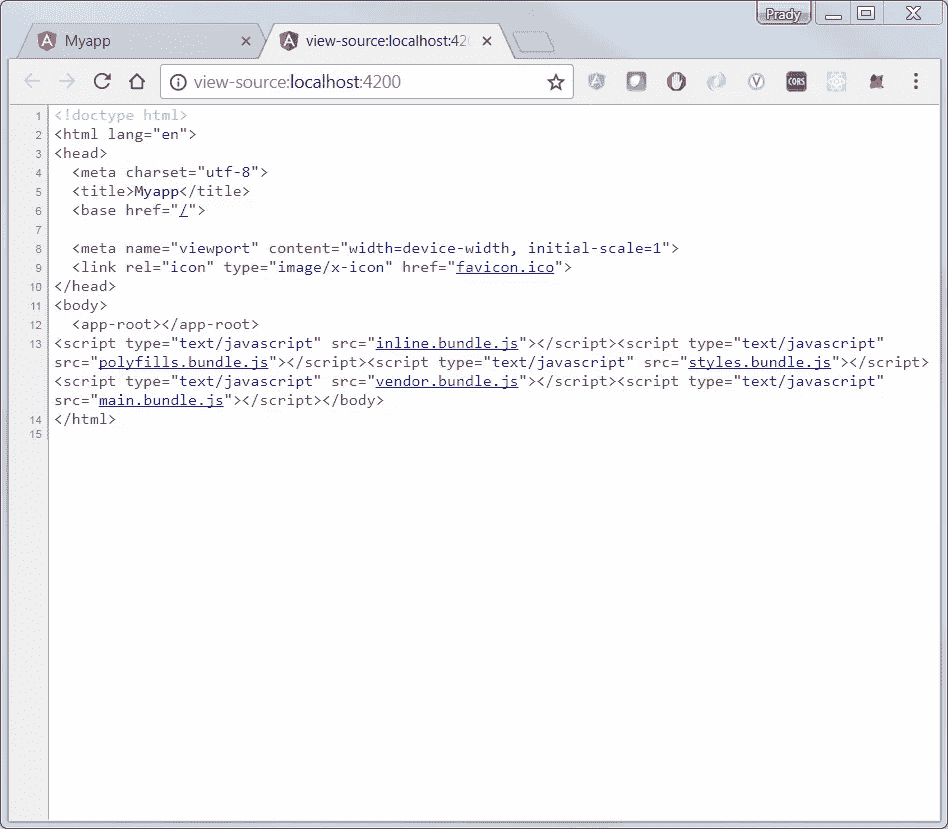 Prady
Myapp
view-source:localhost:42
view-source:localhost:4200
CORS
1 <!doctype html>
2 <html lang="en">
3 <head>
4 <meta charset="utf-8">
5 <title>Myapp</title>
6 <base href="/">
7
8 <meta name="viewport" content="width=device-width, initial-scale=1">
9 <link rel="icon" type="image/x-icon" href="favicon.ico">
10 </head>
11 <body>
12 <app-root></app-root>
13 <script type="text/javascript" src="inline.bundle.js"></script><script type="text/javascript"
src="polyfills.bundle.js"></script><script type="text/javascript" src="styles.bundle.js"></script>
<script type="text/javascript" src="vendor.bundle.js"></script><script type="text/javascript"
src="main.bundle.js"></script></body>
14 </html>
15